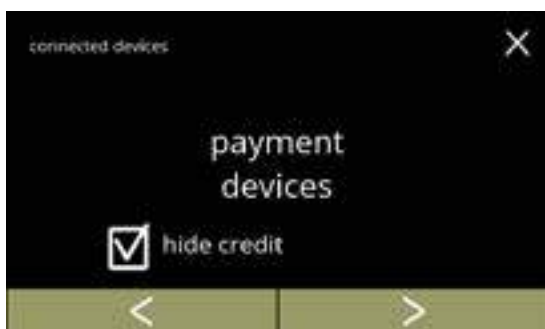 connected devices
payment
devices
hide credit
< >